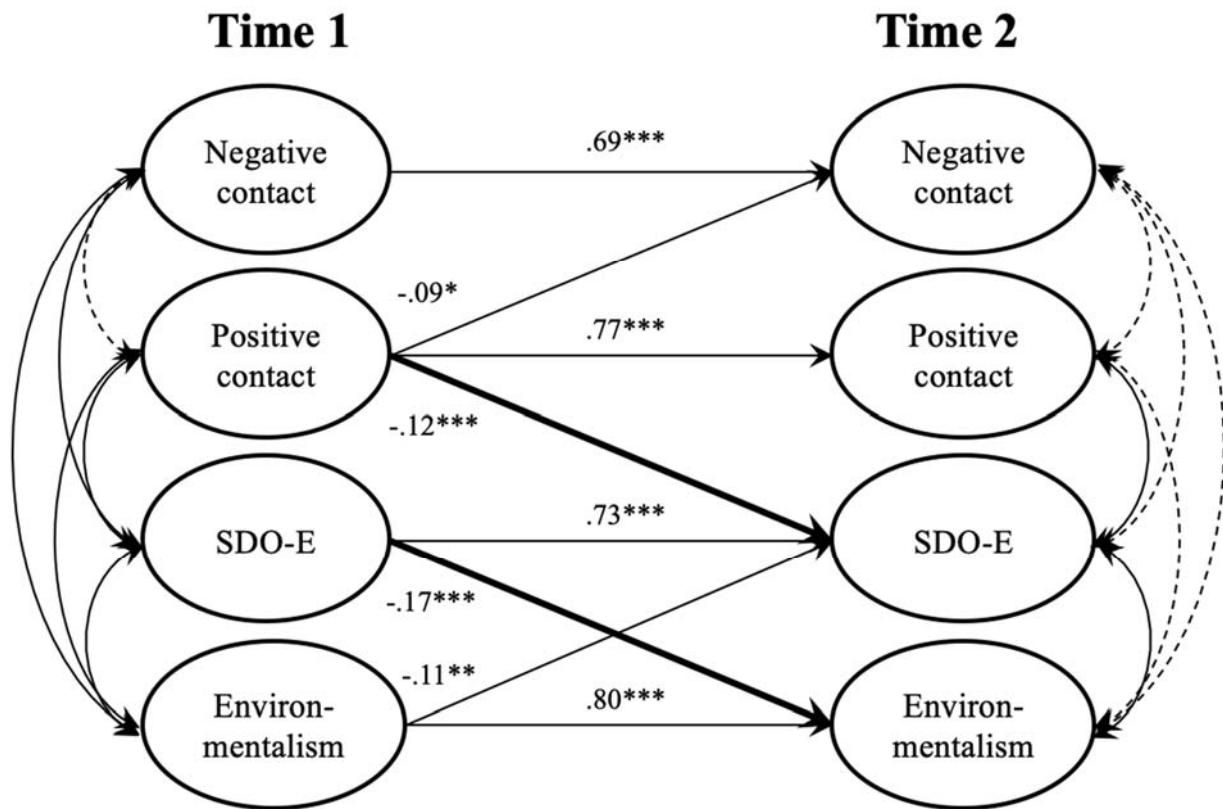 Time 1
Time 2
Negative
contact
.69***
Negative
contact
-.09*
Positive
contact
.77***
Positive
contact
-.12***
SDO-E
.73***
SDO-E
-.17***
-.11**
Environ-
mentalism
.80***
Environ-
mentalism